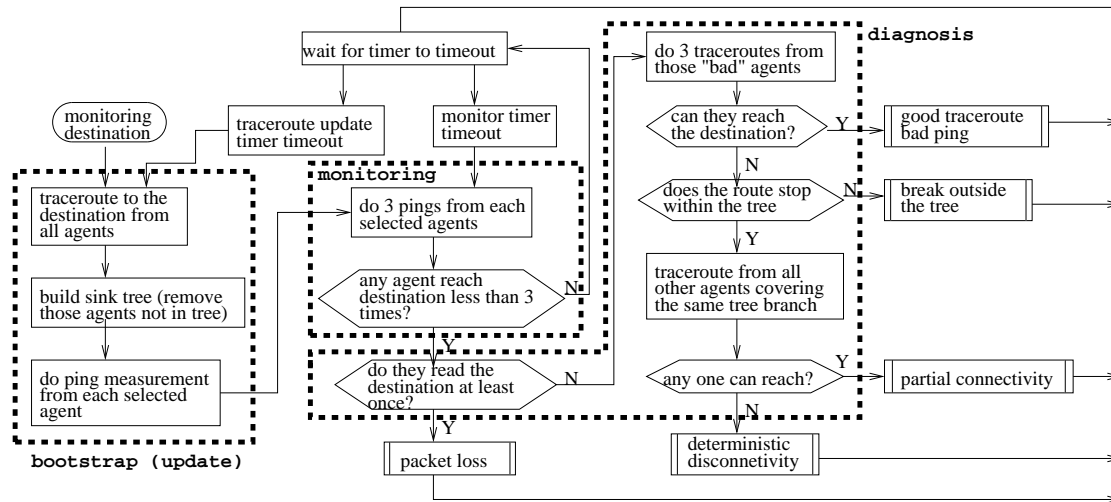 monitoring
destination
traceroute to the
destination from
all agents
build sink tree (remove
those agents not in tree)
do ping measurement
from each selected
agent
bootstrap (update)
wait for timer to timeout
traceroute update
timer timeout
monitor timer
timeout
monitoring
do 3 pings from each
selected agents
any agent reach
destination less than 3
times?
N
Y
do they read the
destination at least
once?
N
Y
packet loss
diagnosis
do 3 traceroutes from
those "bad" agents
can they reach
the destination?
Y
N
good traceroute
bad ping
does the route stop
within the tree
N
Y
break outside
the tree
traceroute from all
other agents covering
the same tree branch
any one can reach?
Y
N
partial connectivity
deterministic
disconnetivity